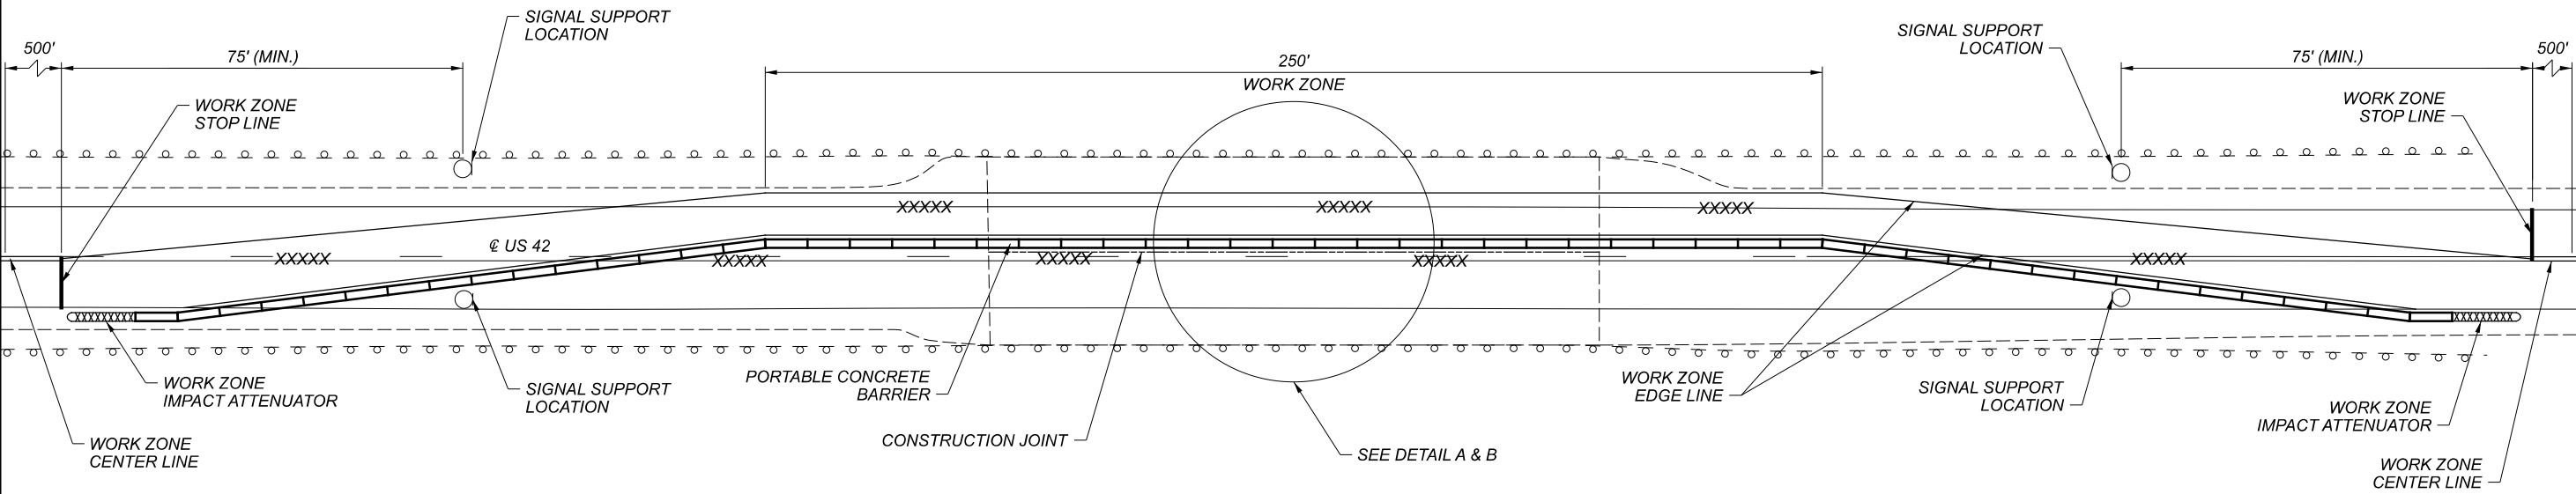 SIGNAL SUPPORT
LOCATION
500'
75' (MIN.)
250'
WORK ZONE
SIGNAL SUPPORT
LOCATION
75' (MIN.)
500'
WORK ZONE
STOP LINE
WORK ZONE
STOP LINE
XXXXX
XXXXX
XXXXX
℄ US 42
XXXXX
XXXXX
XXXXX
XXXXX
XXXXX
WORK ZONE
IMPACT ATTENUATOR
SIGNAL SUPPORT
LOCATION
PORTABLE CONCRETE
BARRIER
WORK ZONE
EDGE LINE
SIGNAL SUPPORT
LOCATION
WORK ZONE
IMPACT ATTENUATOR
WORK ZONE
CENTER LINE
CONSTRUCTION JOINT
SEE DETAIL A & B
WORK ZONE
CENTER LINE